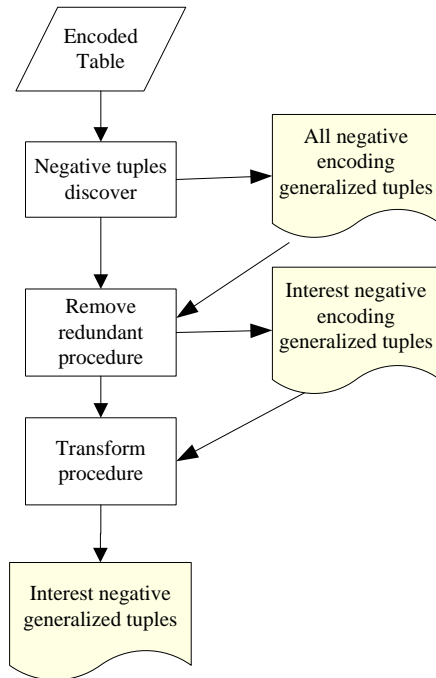 Encoded
Table
Negative tuples
discover
All negative
encoding
generalized tuples
Remove
redundant
procedure
Interest negative
encoding
generalized tuples
Transform
procedure
Interest negative
generalized tuples